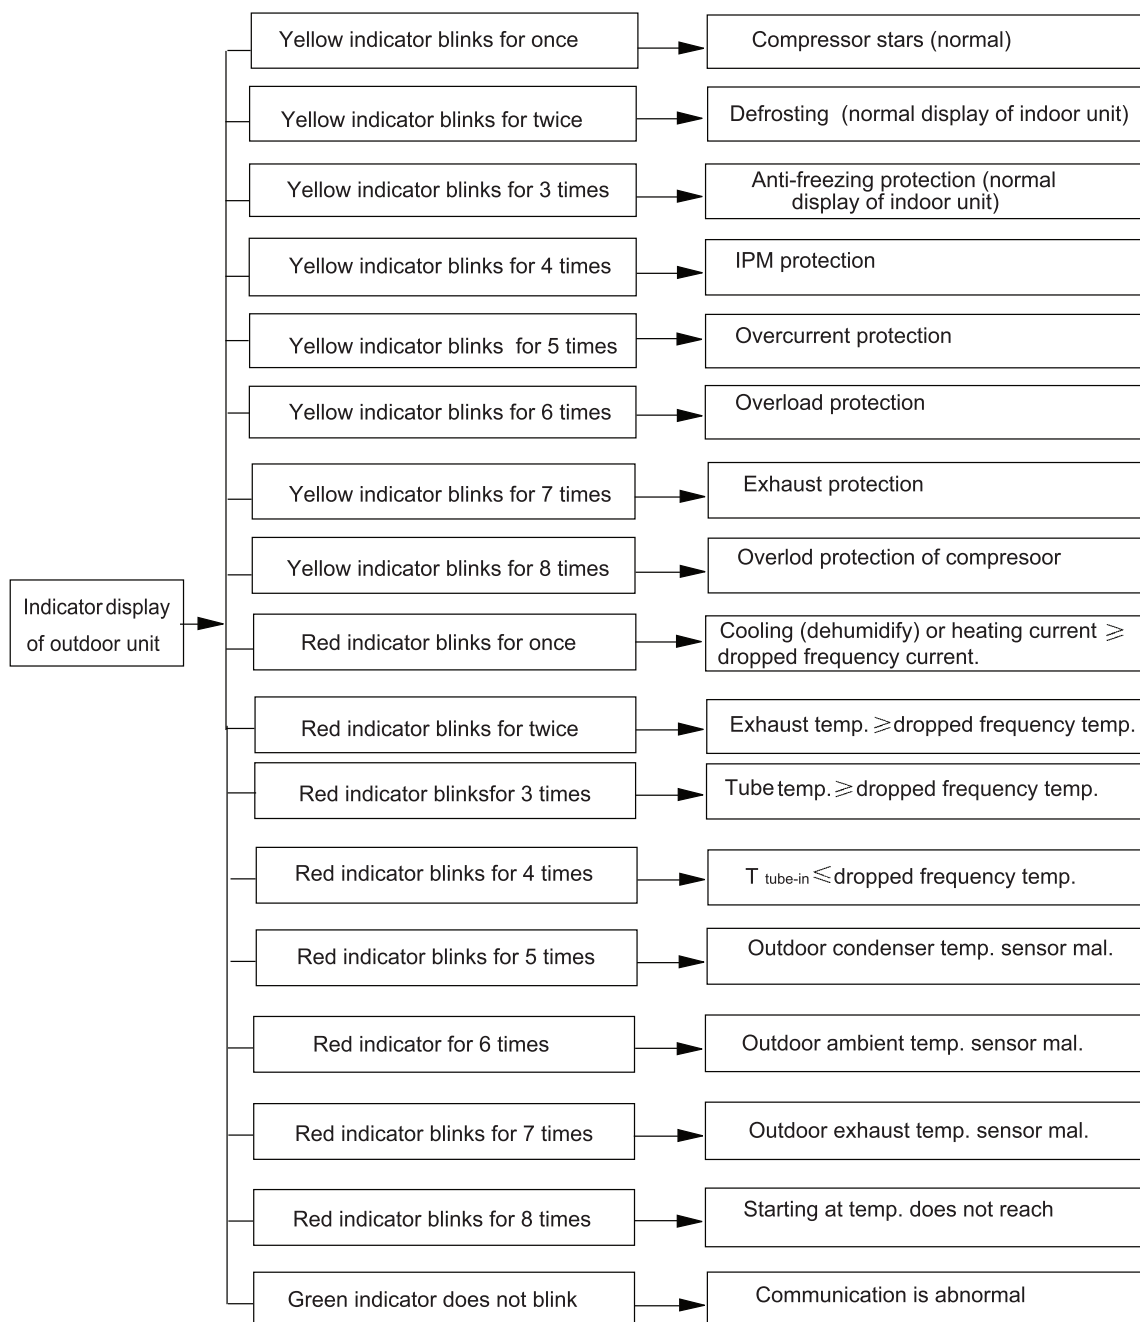 Yellow indicator blinks for once
Compressor stars (normal)
Yellow indicator blinks for twice
Defrosting (normal display of indoor unit)
Yellow indicator blinks for 3 times
Anti-freezing protection (normal
display of indoor unit)
Yellow indicator blinks for 4 times
IPM protection
Yellow indicator blinks for 5 times
Overcurrent protection
Yellow indicator blinks for 6 times
Overload protection
Yellow indicator blinks for 7 times
Exhaust protection
Yellow indicator blinks for 8 times
Overlod protection of compresoor
Indicator display
of outdoor unit
Red indicator blinks for once
Cooling (dehumidify) or heating current ⩾
dropped frequency current.
Red indicator blinks for twice
Exhaust temp. ⩾dropped frequency temp.
Red indicator blinksfor 3 times
Tube temp. ⩾dropped frequency temp.
Red indicator blinks for 4 times
T tube-in ⩽dropped frequency temp.
Red indicator blinks for 5 times
Outdoor condenser temp. sensor mal.
Red indicator for 6 times
Outdoor ambient temp. sensor mal.
Red indicator blinks for 7 times
Outdoor exhaust temp. sensor mal.
Red indicator blinks for 8 times
Starting at temp. does not reach
Green indicator does not blink
Communication is abnormal